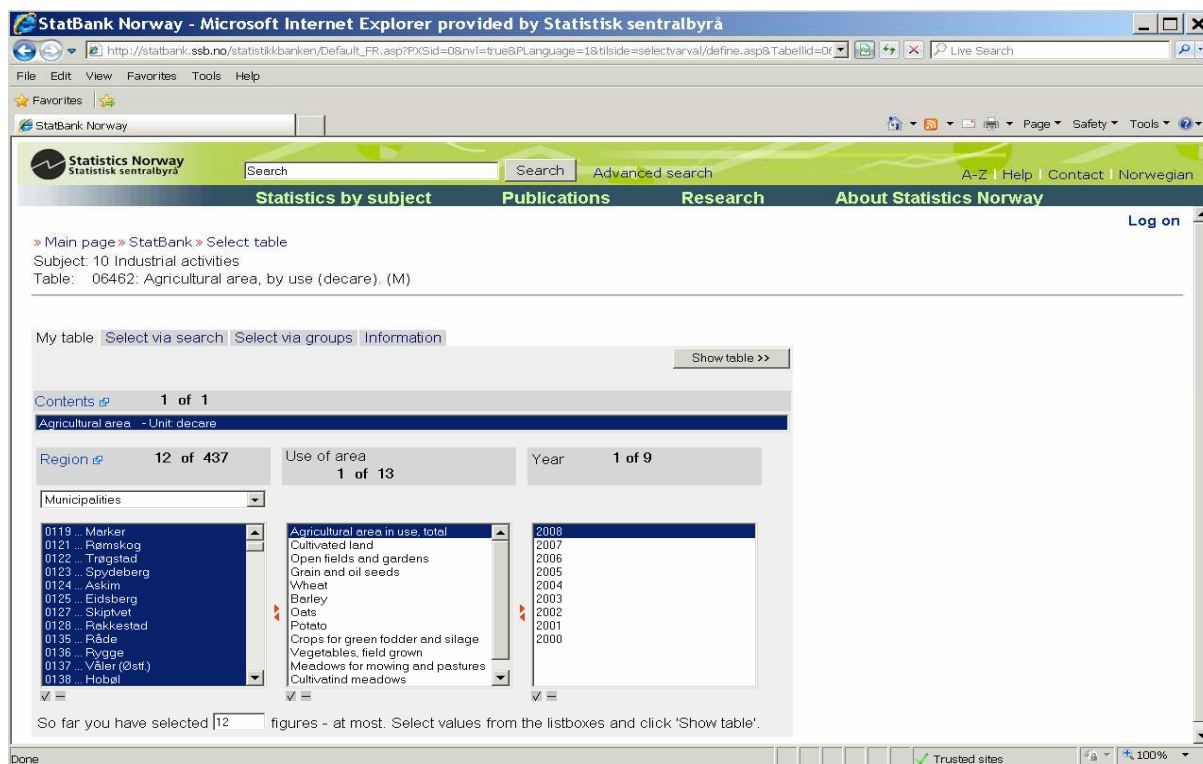 StatBank Norway - Microsoft Internet Explorer provided by Statistisk sentralbyrå
http://statbank.ssb.no/statistikkbanken/Default_FR.asp?PXSid=0&nvl=true&PLanguage=1&tilside=selectvarval/define.asp&Tabellid=06 Live Search
File Edit View Favorites Tools Help
Favorites
StatBank Norway Page Safety Tools
Statistics Norway
Statistisk sentralbyrå
Search Search Advanced search A-Z | Help | Contact | Norwegian
Statistics by subject Publications Research About Statistics Norway
Log on
» Main page » StatBank » Select table
Subject: 10 Industrial activities
Table: 06462: Agricultural area, by use (decare). (M)
My table Select via search Select via groups Information
Show table >>
Contents 1 of 1
Agricultural area - Unit: decare
Region 12 of 437 Use of area 1 of 13 Year 1 of 9
Municipalities
0119 ... Marker Agricultural area in use, total 2008
0121 ... Rømskog Cultivated land 2007
0122 ... Trøgstad Open fields and gardens 2006
0123 ... Spydeberg Grain and oil seeds 2005
0124 ... Askim Wheat 2004
0125 ... Eidsberg Barley 2003
0127 ... Skiptvet Oats 2002
0128 ... Rakkestad Potato 2001
0135 ... Råde Crops for green fodder and silage 2000
0136 ... Rygge Vegetables, field grown
0137 ... Våler (Østf.) Meadows for mowing and pastures
0138 ... Hobøl Cultivatind meadows
So far you have selected 12 figures - at most. Select values from the listboxes and click 'Show table'.
Done Trusted sites 100%